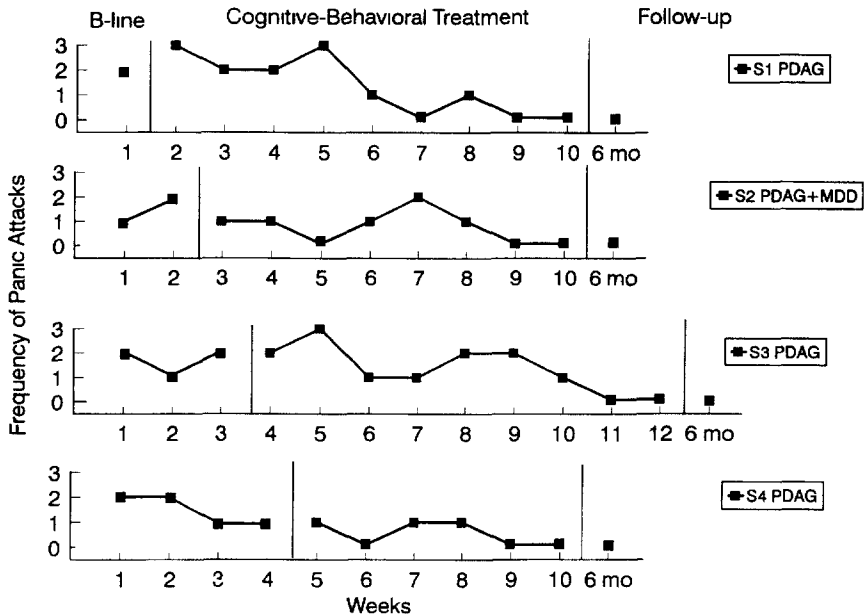 B-line Cognitive-Behavioral Treatment Follow-up
Frequency of Panic Attacks
3
2
1
0
S1 PDAG
1 2 3 4 5 6 7 8 9 10 6 mo
3
2
1
0
S2 PDAG+MDD
1 2 3 4 5 6 7 8 9 10 6 mo
3
2
1
0
S3 PDAG
1 2 3 4 5 6 7 8 9 10 11 12 6 mo
3
2
1
0
S4 PDAG
1 2 3 4 5 6 7 8 9 10 6 mo
Weeks